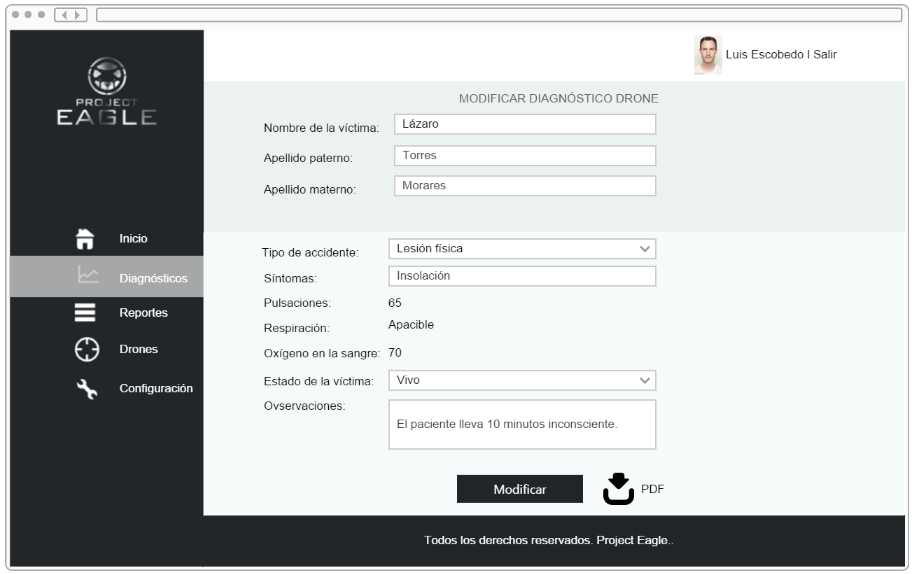 Luis Escobedo I Salir
PROJECT
EAGLE
MODIFICAR DIAGNÓSTICO DRONE
Nombre de la víctima: Lázaro
Apellido paterno: Torres
Apellido materno: Morares
Inicio
Diagnósticos
Reportes
Drones
Configuración
Tipo de accidente: Lesión física
Síntomas: Insolación
Pulsaciones: 65
Respiración: Apacible
Oxígeno en la sangre: 70
Estado de la víctima: Vivo
Ovservaciones:
El paciente lleva 10 minutos inconsciente.
Modificar
PDF
Todos los derechos reservados. Project Eagle..